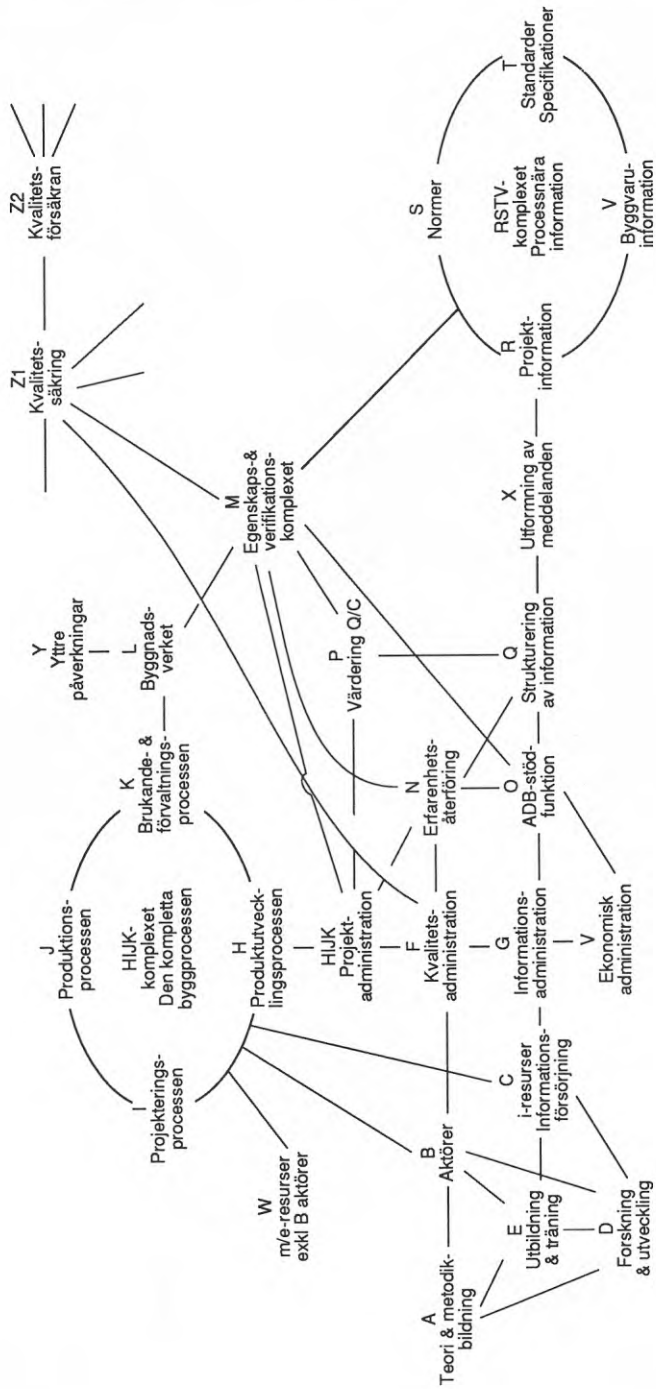 Z1
Kvalitets-
säkring
Z2
Kvalitets-
försäkran
Y
Yttre
påverkningar
L
Byggnads-
verket
J
Produktions-
processen
I
Projekterings-
processen
HIJK-
komplexet
Den kompletta
byggprocessen
K
Brukande- &
förvaltnings-
processen
H
Produktutveck-
lingsprocessen
M
Egenskaps-&
verifikations-
komplexet
W
m/e-resurser
exkl B aktörer
HIJK
Projekt-
administration
P
Värdering Q/C
A
Teori & metodik-
bildning
B
Aktörer
F
Kvalitets-
administration
N
Erfarenhets-
återföring
E
Utbildning
& träning
C
i-resurser
Informations-
försörjning
G
Informations-
administration
O
ADB-stöd-
funktion
Q
Strukturering
av information
X
Utformning av
meddelanden
R
Projekt-
information
S
Normer
RSTV-
komplexet
Processnära
information
T
Standarder
Specifikationer
V
Byggvaru-
information
D
Forskning
& utveckling
V
Ekonomisk
administration